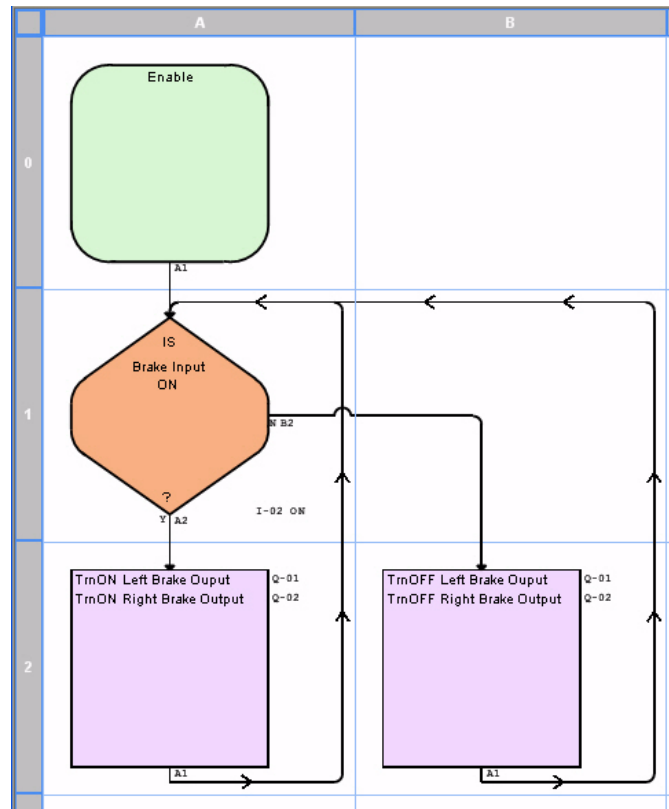 A B
0
Enable
A1
1
IS
Brake Input
ON
N B2
?
I-02 ON
Y A2
2
TrnON Left Brake Ouput Q-01
TrnON Right Brake Output Q-02
A1
TrnOFF Left Brake Ouput Q-01
TrnOFF Right Brake Output Q-02
A1